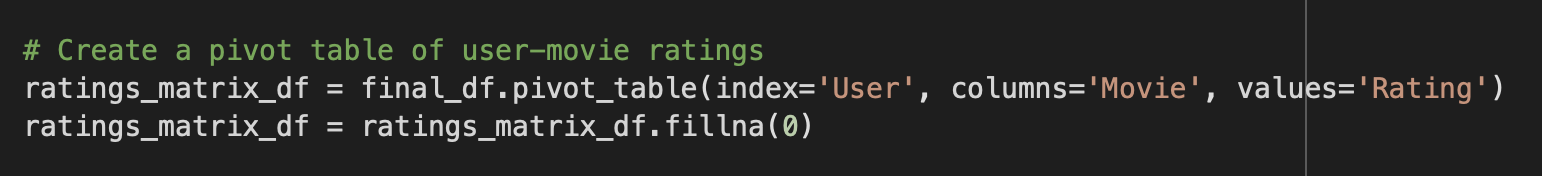 # Create a pivot table of user-movie ratings
ratings_matrix_df = final_df.pivot_table(index='User', columns='Movie', values='Rating')
ratings_matrix_df = ratings_matrix_df.fillna(0)